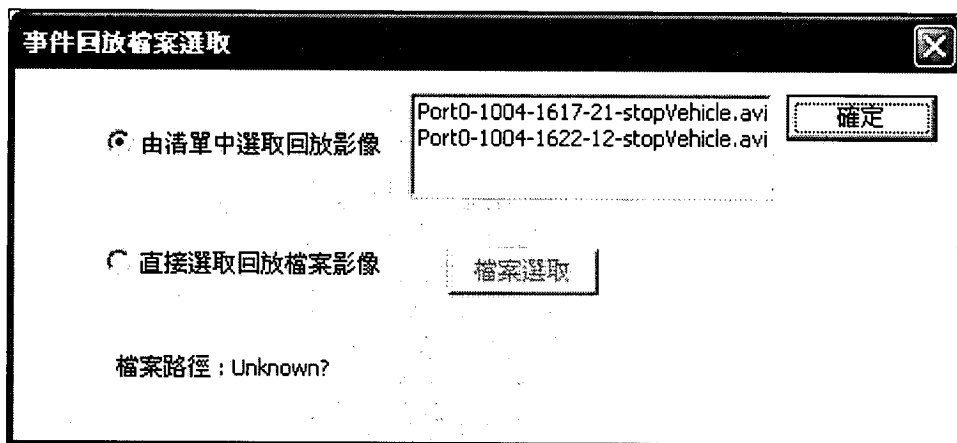 事件回放檔案選取
由清單中選取回放影像
Port0-1004-1617-21-stopVehicle.avi
Port0-1004-1622-12-stopVehicle.avi
確定
直接選取回放檔案影像
檔案選取
檔案路徑：Unknown?